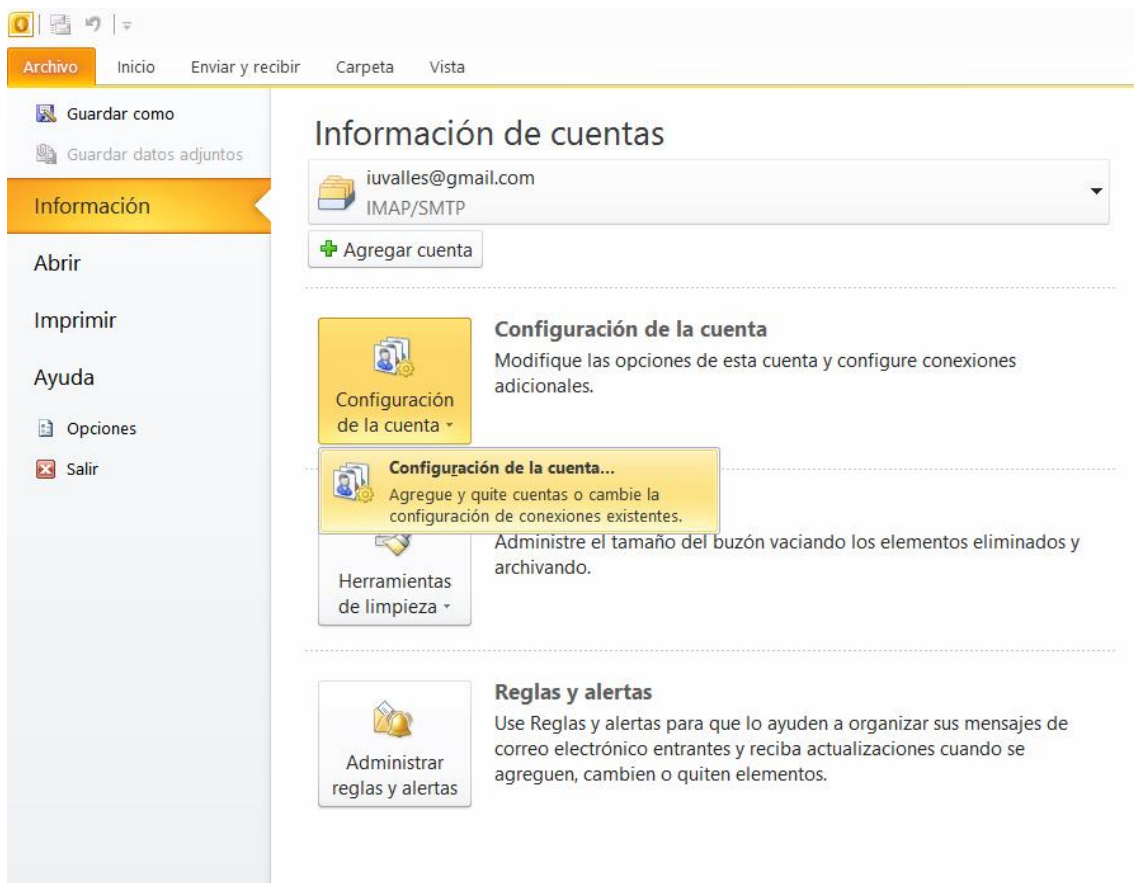 Archivo Inicio Enviar y recibir Carpeta Vista
Guardar como
Guardar datos adjuntos
Información
Abrir
Imprimir
Ayuda
Opciones
Salir
Información de cuentas
iuvalles@gmail.com
IMAP/SMTP
Agregar cuenta
Configuración
de la cuenta
Configuración de la cuenta
Modifique las opciones de esta cuenta y configure conexiones
adicionales.
Configuración de la cuenta...
Agregue y quite cuentas o cambie la
configuración de conexiones existentes.
Herramientas
de limpieza
Administre el tamaño del buzón vaciando los elementos eliminados y
archivando.
Administrar
reglas y alertas
Reglas y alertas
Use Reglas y alertas para que lo ayuden a organizar sus mensajes de
correo electrónico entrantes y reciba actualizaciones cuando se
agreguen, cambien o quiten elementos.